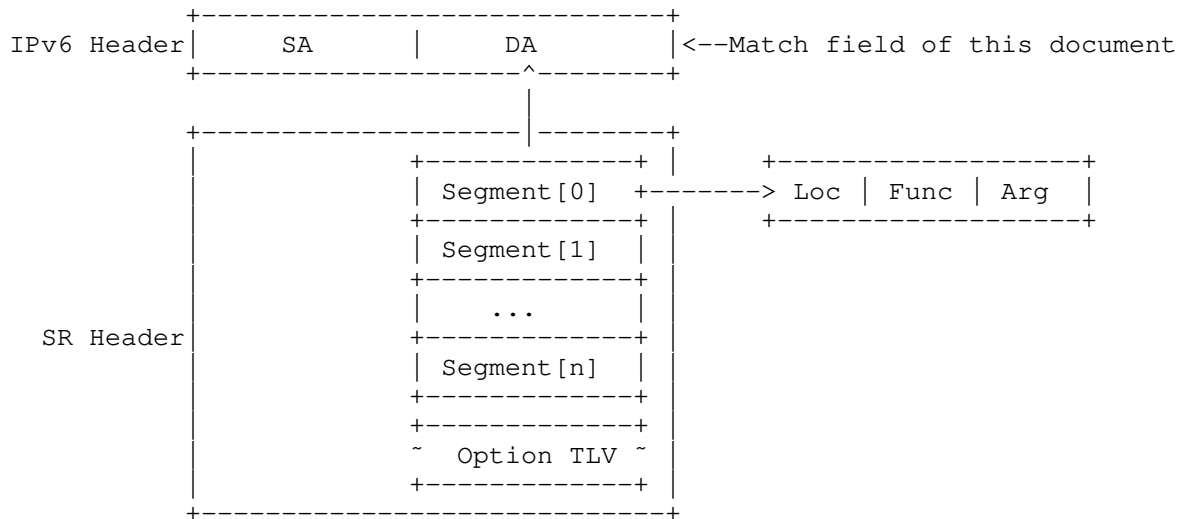 IPv6 Header| SA | DA |<--Match field of this document
| Segment[0] +-------> Loc | Func | Arg |
| Segment[1] |
| ... |
SR Header
| Segment[n] |
~ Option TLV ~